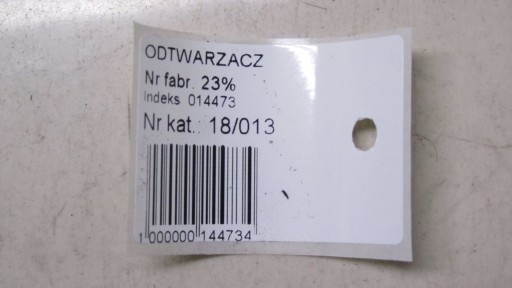 ODTWARZACZ
Nr fabr. 23%
Indeks 014473
Nr kat.: 18/013
1 000000 144734